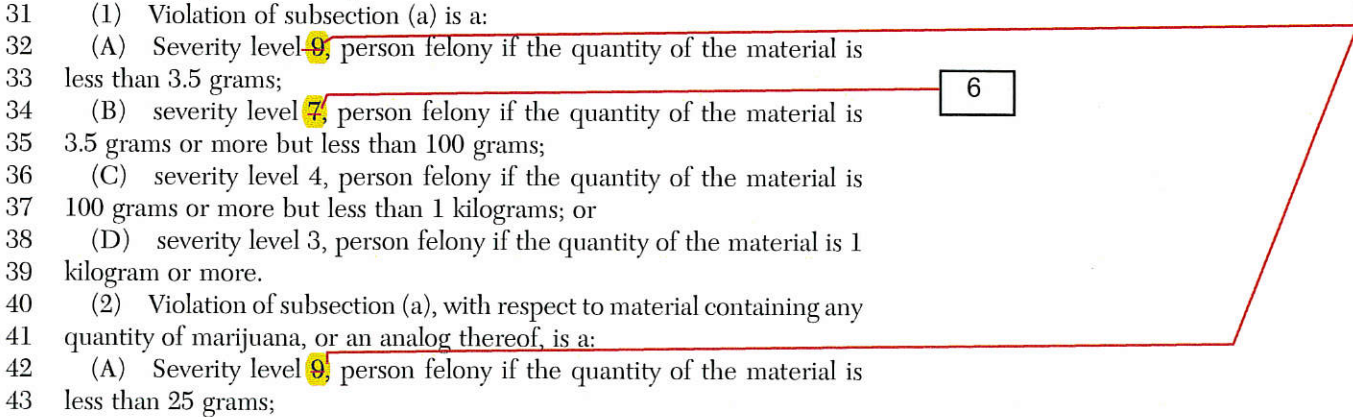 31 (1) Violation of subsection (a) is a:
32 (A) Severity level 9, person felony if the quantity of the material is
33 less than 3.5 grams;
34 (B) severity level 7, person felony if the quantity of the material is
6
35 3.5 grams or more but less than 100 grams;
36 (C) severity level 4, person felony if the quantity of the material is
37 100 grams or more but less than 1 kilograms; or
38 (D) severity level 3, person felony if the quantity of the material is 1
39 kilogram or more.
40 (2) Violation of subsection (a), with respect to material containing any
41 quantity of marijuana, or an analog thereof, is a:
42 (A) Severity level 9, person felony if the quantity of the material is
43 less than 25 grams;